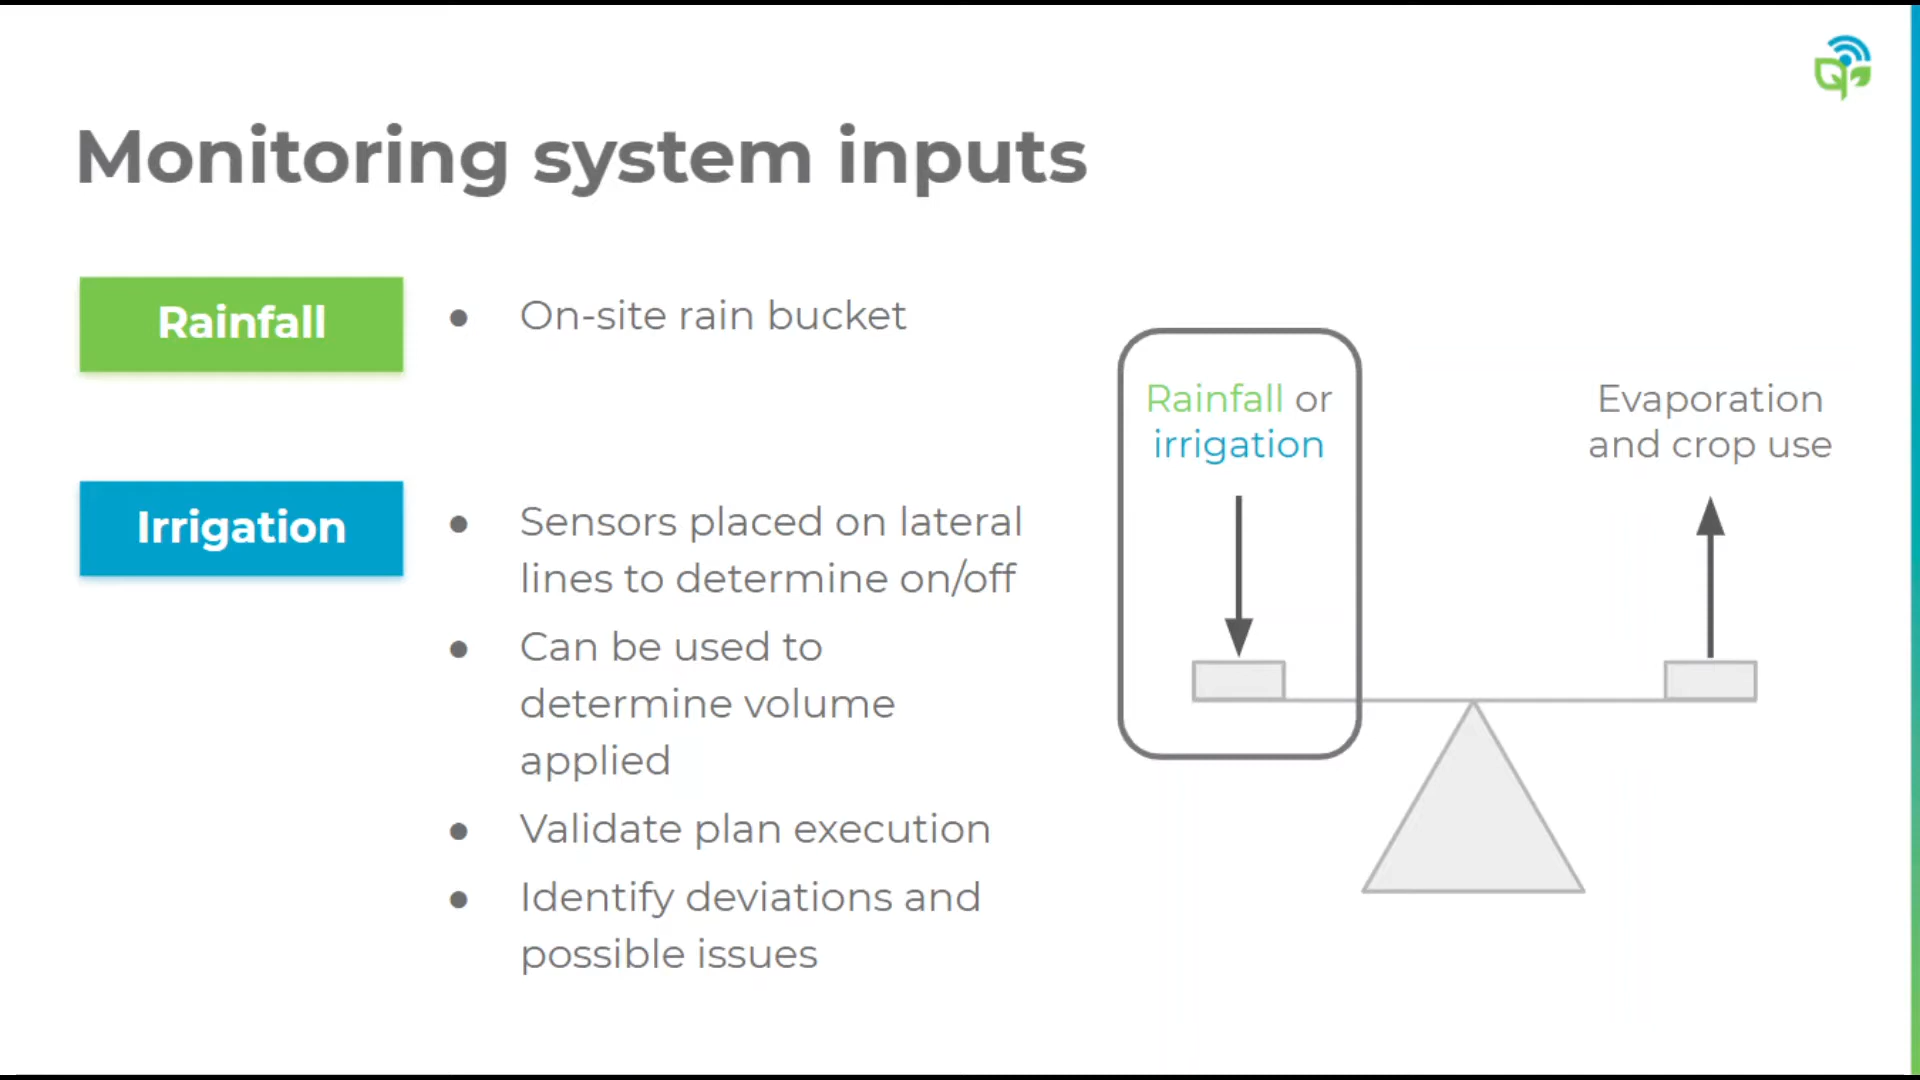 Monitoring system inputs
Rainfall
● On-site rain bucket
Irrigation
● Sensors placed on lateral
lines to determine on/off
● Can be used to
determine volume
applied
● Validate plan execution
● Identify deviations and
possible issues
Rainfall or
irrigation
Evaporation
and crop use